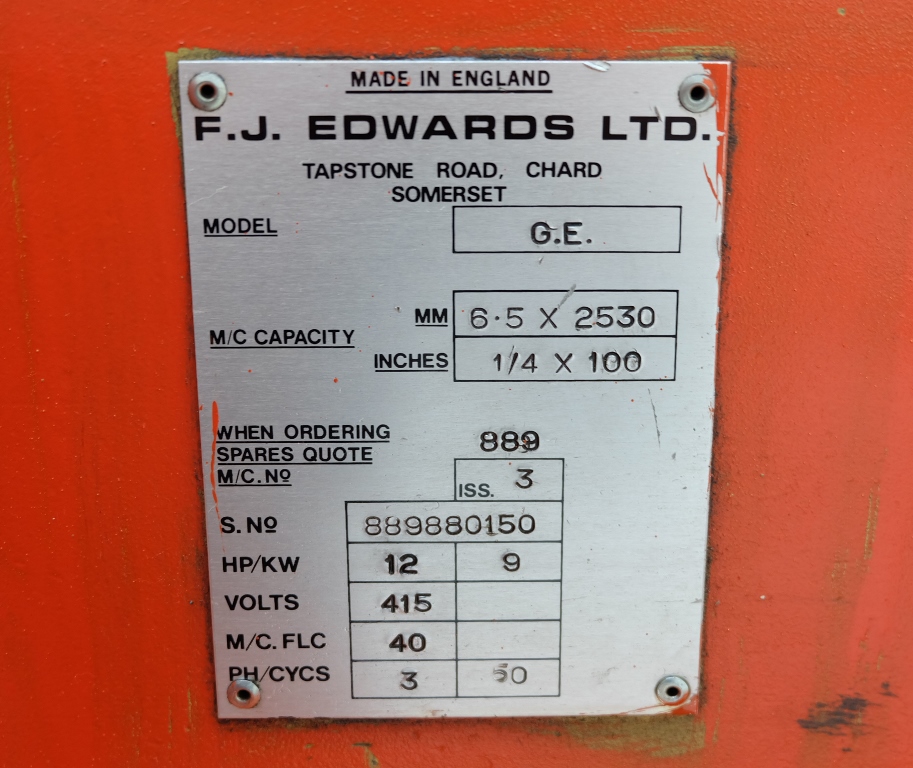 MADE IN ENGLAND
F.J. EDWARDS LTD.
TAPSTONE ROAD, CHARD
SOMERSET
MODEL G.E.
M/C CAPACITY
MM 6·5 X 2530
INCHES 1/4 X 100
WHEN ORDERING
SPARES QUOTE 889
M/C. Nº ISS. 3
S. Nº 889880150
HP/KW 12 9
VOLTS 415
M/C. FLC 40
PH/CYCS 3 50